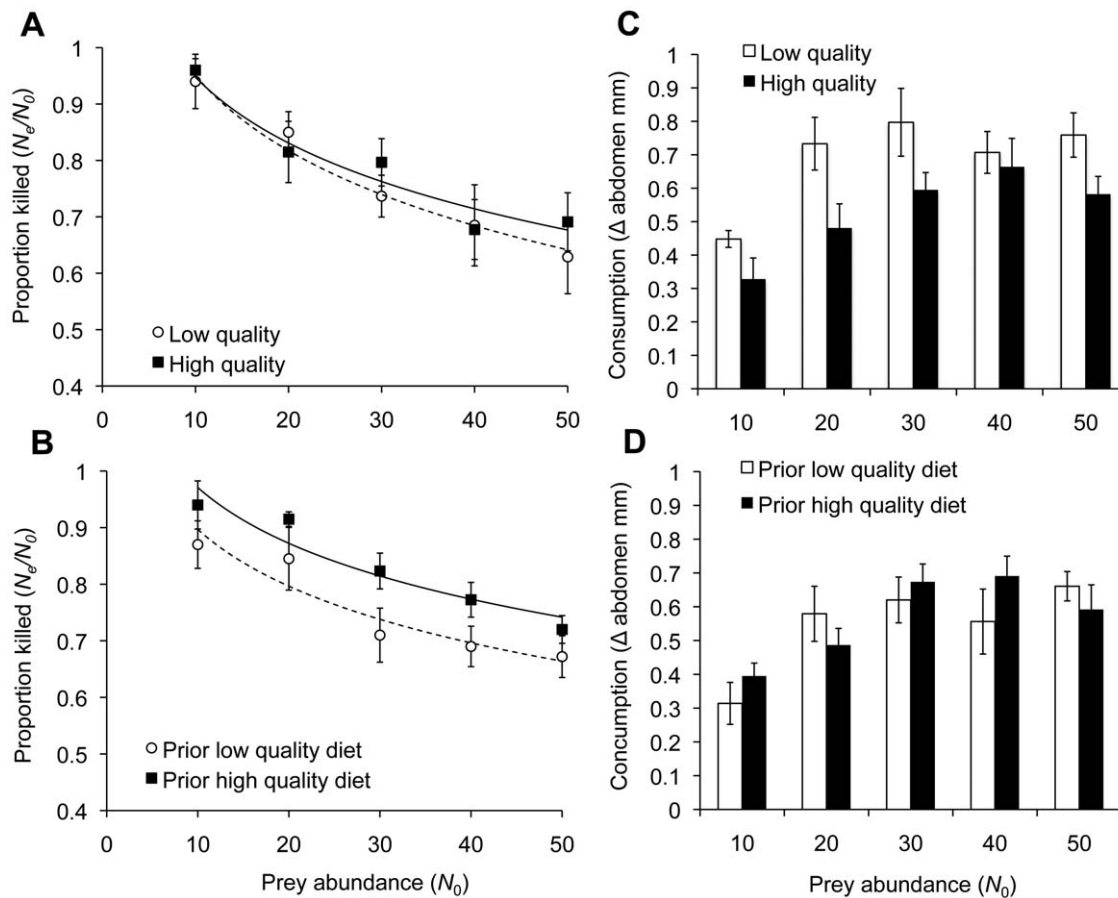 A
Proportion killed (Ne/N0)
1
0.9
0.8
0.7
0.6
0.5
0.4
Low quality
High quality
0 10 20 30 40 50
B
Proportion killed (Ne/N0)
1
0.9
0.8
0.7
0.6
0.5
0.4
Prior low quality diet
Prior high quality diet
0 10 20 30 40 50
Prey abundance (N0)
C
Consumption (Δ abdomen mm)
Low quality
High quality
1
0.9
0.8
0.7
0.6
0.5
0.4
0.3
0.2
0.1
0
10 20 30 40 50
D
Concumption (Δ abdomen mm)
Prior low quality diet
Prior high quality diet
1
0.9
0.8
0.7
0.6
0.5
0.4
0.3
0.2
0.1
0
10 20 30 40 50
Prey abundance (N0)